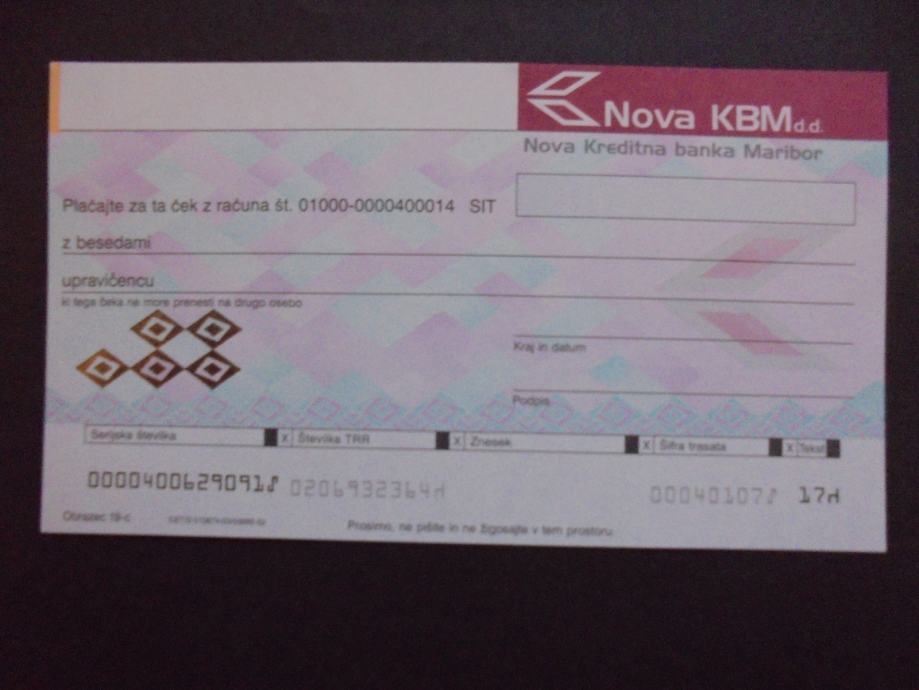 Nova KBM d.d.
Nova Kreditna banka Maribor
Plačajte za ta ček z računa št. 01000-0000400014 SIT
z besedami
upravičencu
ki tega čeka ne more prenesti na drugo osebo
Kraj in datum
Podpis
Serijska številka X Številka TRR X Znesek X Šifra trasata X Tekst
0000400629091⑀ 0206932364 00040107⑀ 17
Obrazec 19-c
Prosimo, ne pišite in ne žigosajte v tem prostoru.